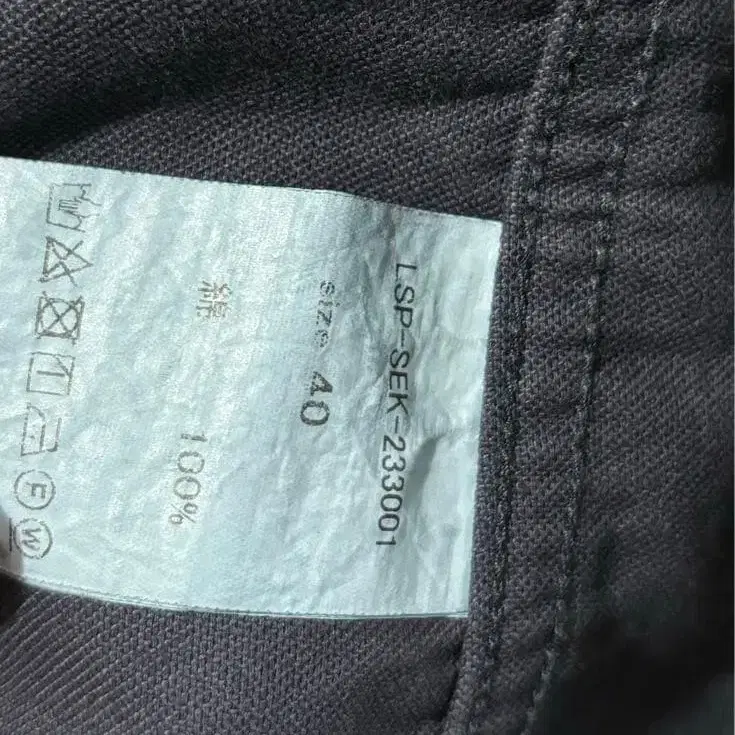 LSP-SEK-233001
size 40
綿 100%
F
W